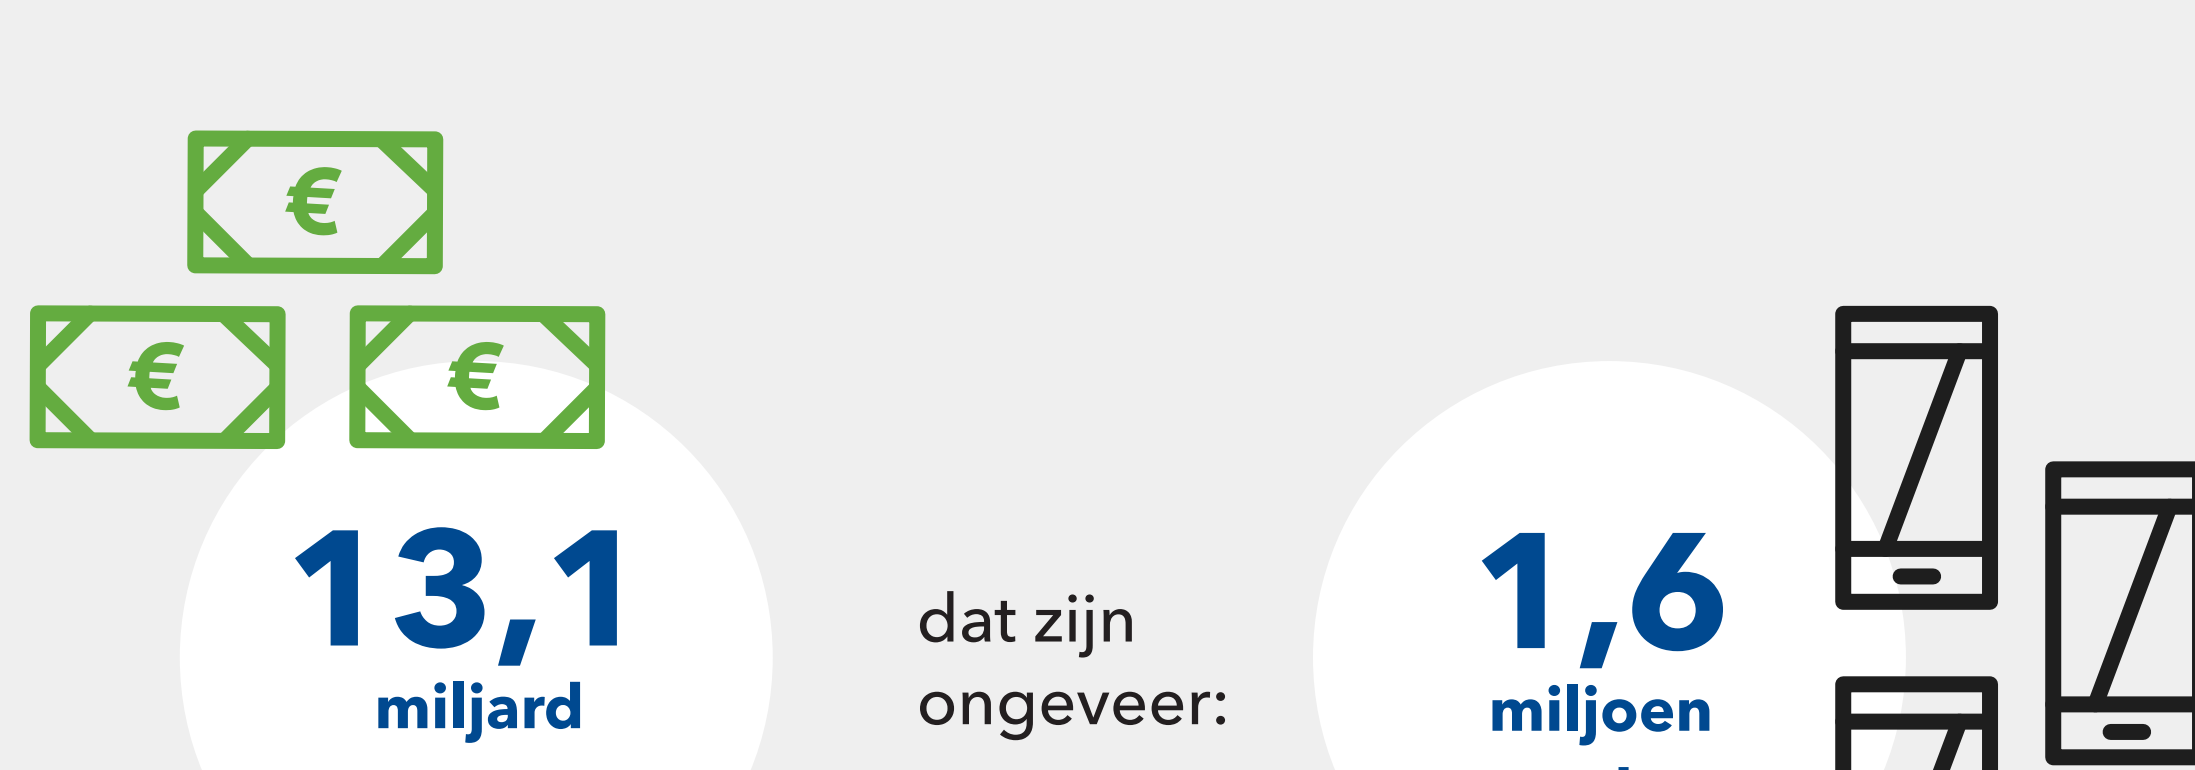 €
€ €
13,1
miljard
dat zijn
ongeveer:
1,6
miljoen